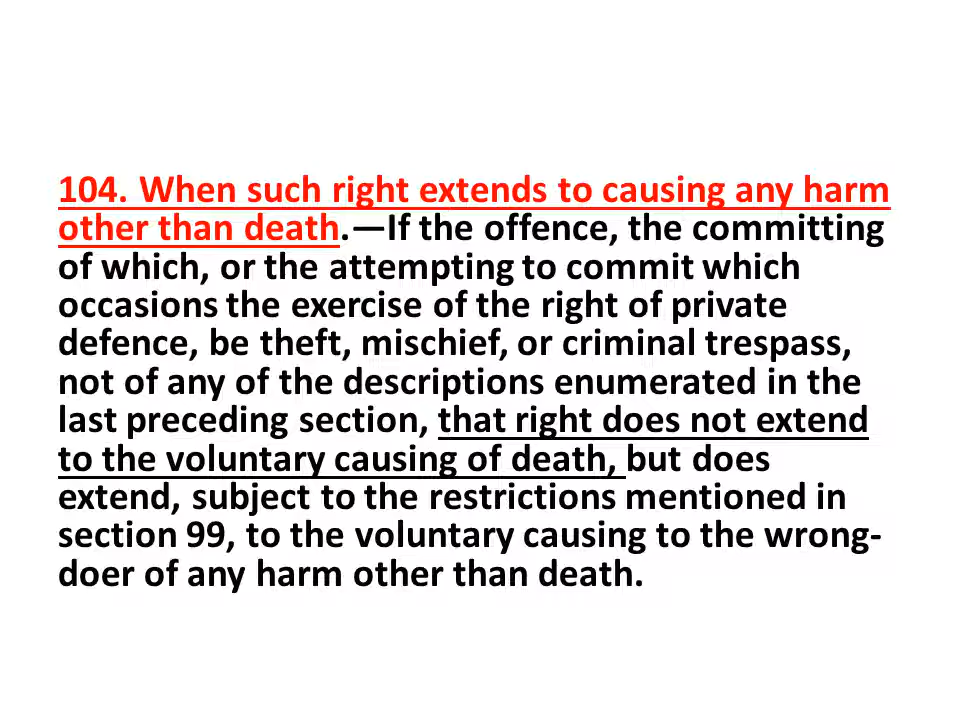 104. When such right extends to causing any harm
other than death.—If the offence, the committing
of which, or the attempting to commit which
occasions the exercise of the right of private
defence, be theft, mischief, or criminal trespass,
not of any of the descriptions enumerated in the
last preceding section, that right does not extend
to the voluntary causing of death, but does
extend, subject to the restrictions mentioned in
section 99, to the voluntary causing to the wrong-
doer of any harm other than death.